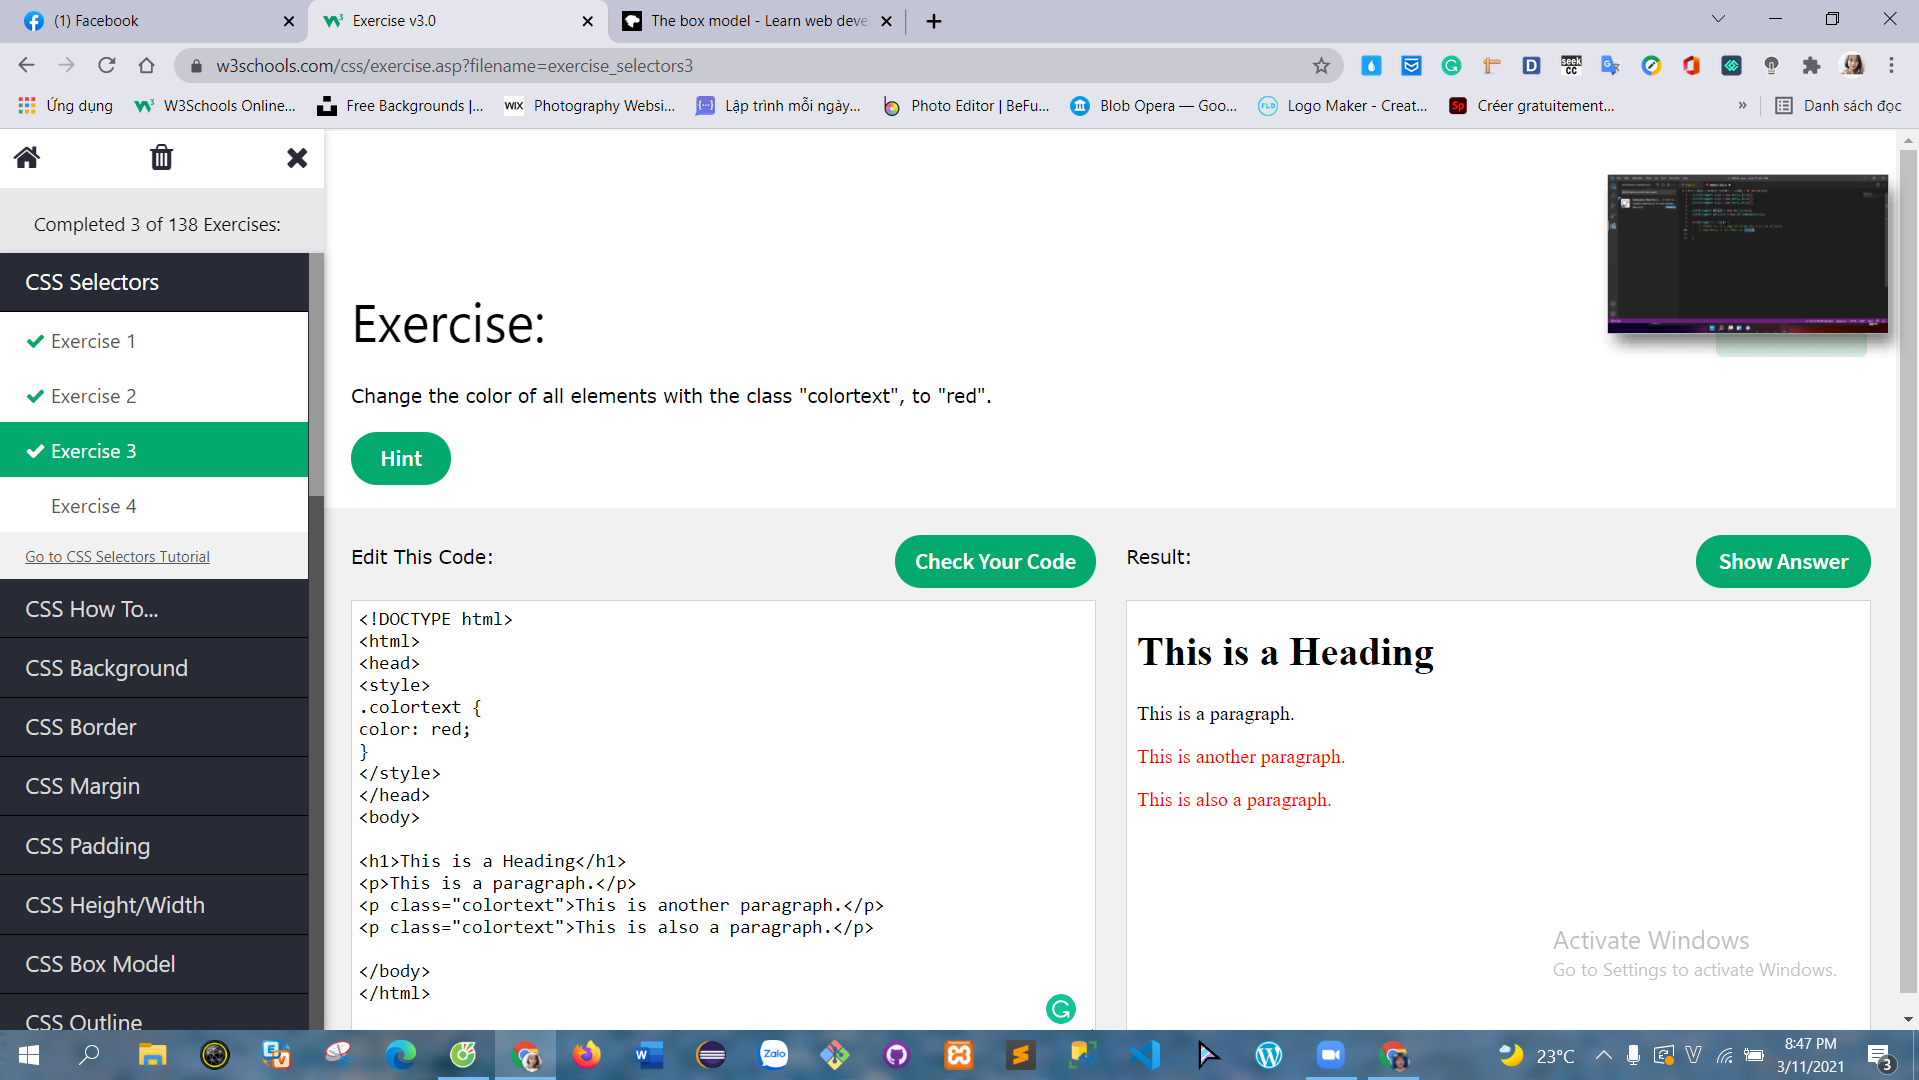 (1) Facebook
Exercise v3.0
The box model - Learn web deve
w3schools.com/css/exercise.asp?filename=exercise_selectors3
Ứng dụng
W3Schools Online...
Free Backgrounds |...
WIX Photography Websi...
Lập trình mỗi ngày...
Photo Editor | BeFu...
Blob Opera — Goo...
FLD Logo Maker - Creat...
Sp Créer gratuitement...
»
Danh sách đọc
Completed 3 of 138 Exercises:
CSS Selectors
Exercise 1
Exercise 2
Exercise 3
Exercise 4
Go to CSS Selectors Tutorial
CSS How To...
CSS Background
CSS Border
CSS Margin
CSS Padding
CSS Height/Width
CSS Box Model
CSS Outline
Exercise:
Change the color of all elements with the class "colortext", to "red".
Hint
Edit This Code:
Check Your Code
Result:
Show Answer
<!DOCTYPE html>
<html>
<head>
<style>
.colortext {
color: red;
}
</style>
</head>
<body>
<h1>This is a Heading</h1>
<p>This is a paragraph.</p>
<p class="colortext">This is another paragraph.</p>
<p class="colortext">This is also a paragraph.</p>
</body>
</html>
This is a Heading
This is a paragraph.
This is another paragraph.
This is also a paragraph.
Activate Windows
Go to Settings to activate Windows.
Zalo
23°C
8:47 PM
3/11/2021
3